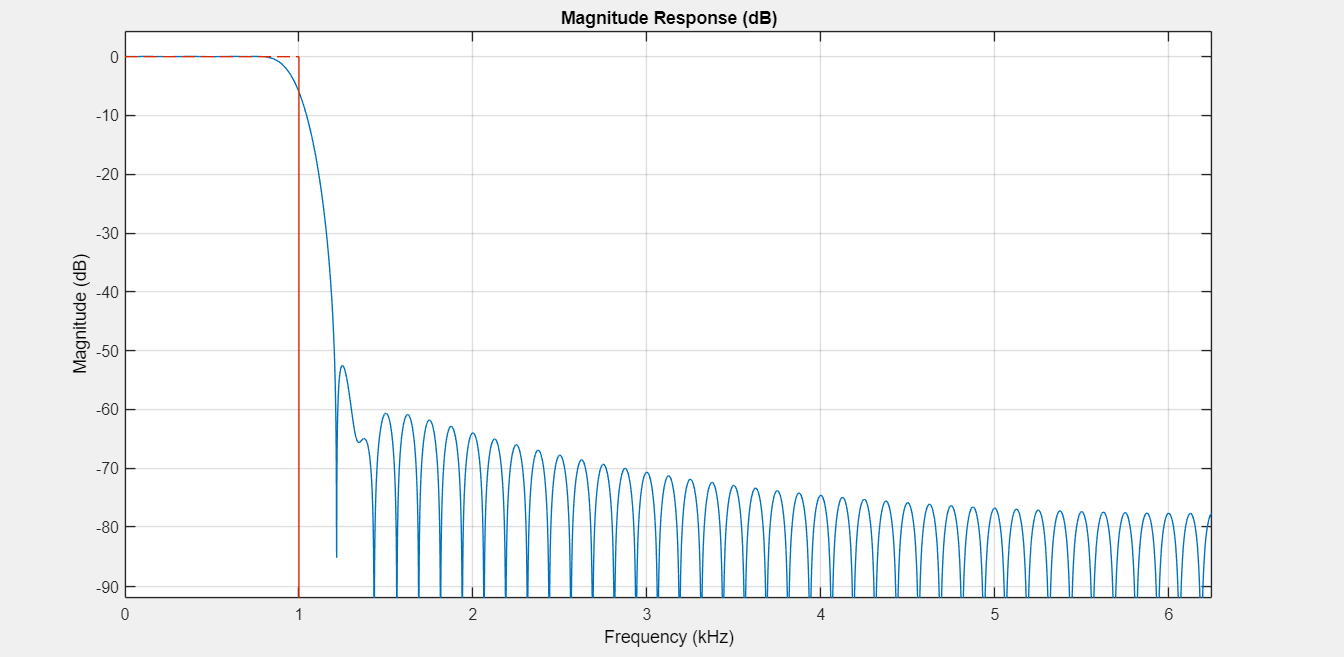 Magnitude Response (dB)
0
-10
-20
-30
-40
-50
-60
-70
-80
-90
Magnitude (dB)
0 1 2 3 4 5 6
Frequency (kHz)